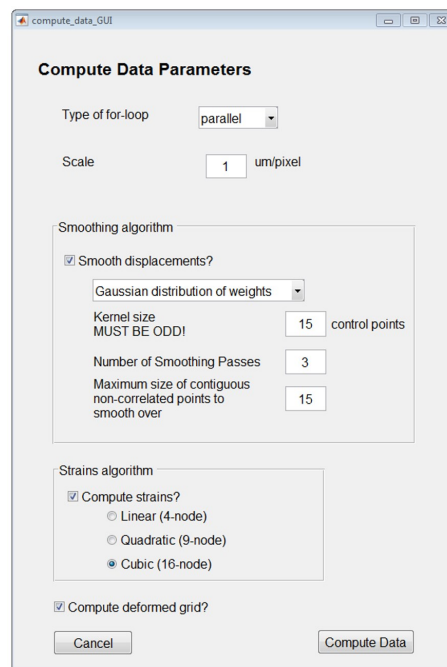 compute_data_GUI
Compute Data Parameters
Type of for-loop parallel
Scale 1 um/pixel
Smoothing algorithm
Smooth displacements?
Gaussian distribution of weights
Kernel size
MUST BE ODD! 15 control points
Number of Smoothing Passes 3
Maximum size of contiguous
non-correlated points to 15
smooth over
Strains algorithm
Compute strains?
Linear (4-node)
Quadratic (9-node)
Cubic (16-node)
Compute deformed grid?
Cancel Compute Data